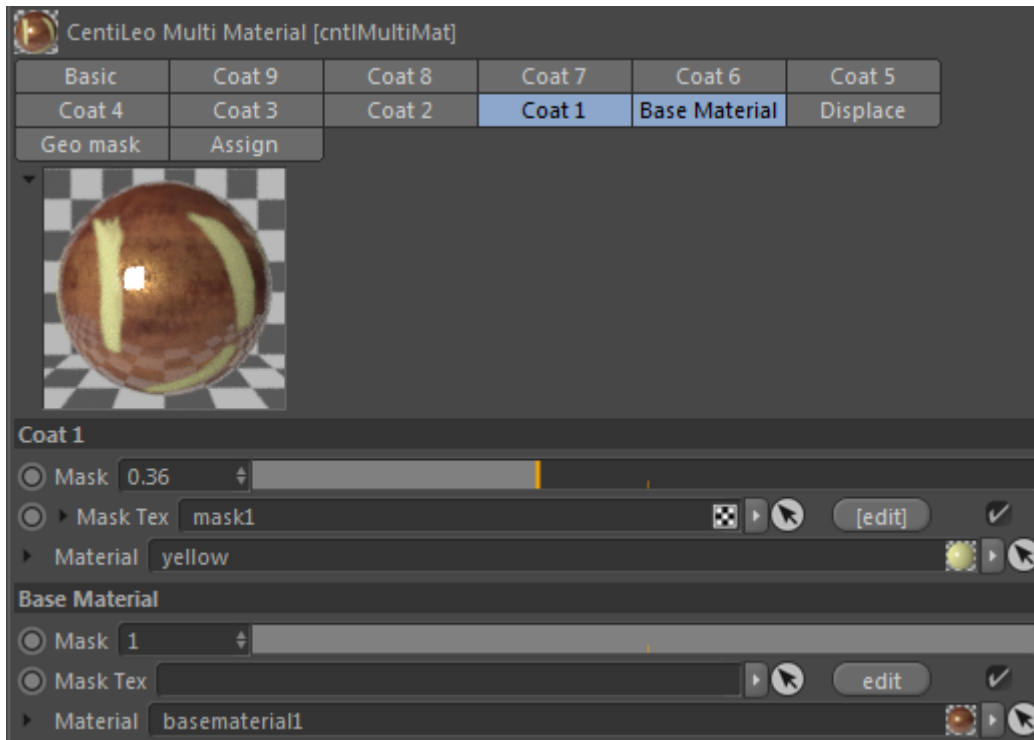 CentiLeo Multi Material [cntlMultiMat]
Basic Coat 9 Coat 8 Coat 7 Coat 6 Coat 5
Coat 4 Coat 3 Coat 2 Coat 1 Base Material Displace
Geo mask Assign
Coat 1
Mask 0.36
Mask Tex mask1 [edit]
Material yellow
Base Material
Mask 1
Mask Tex edit
Material basematerial1